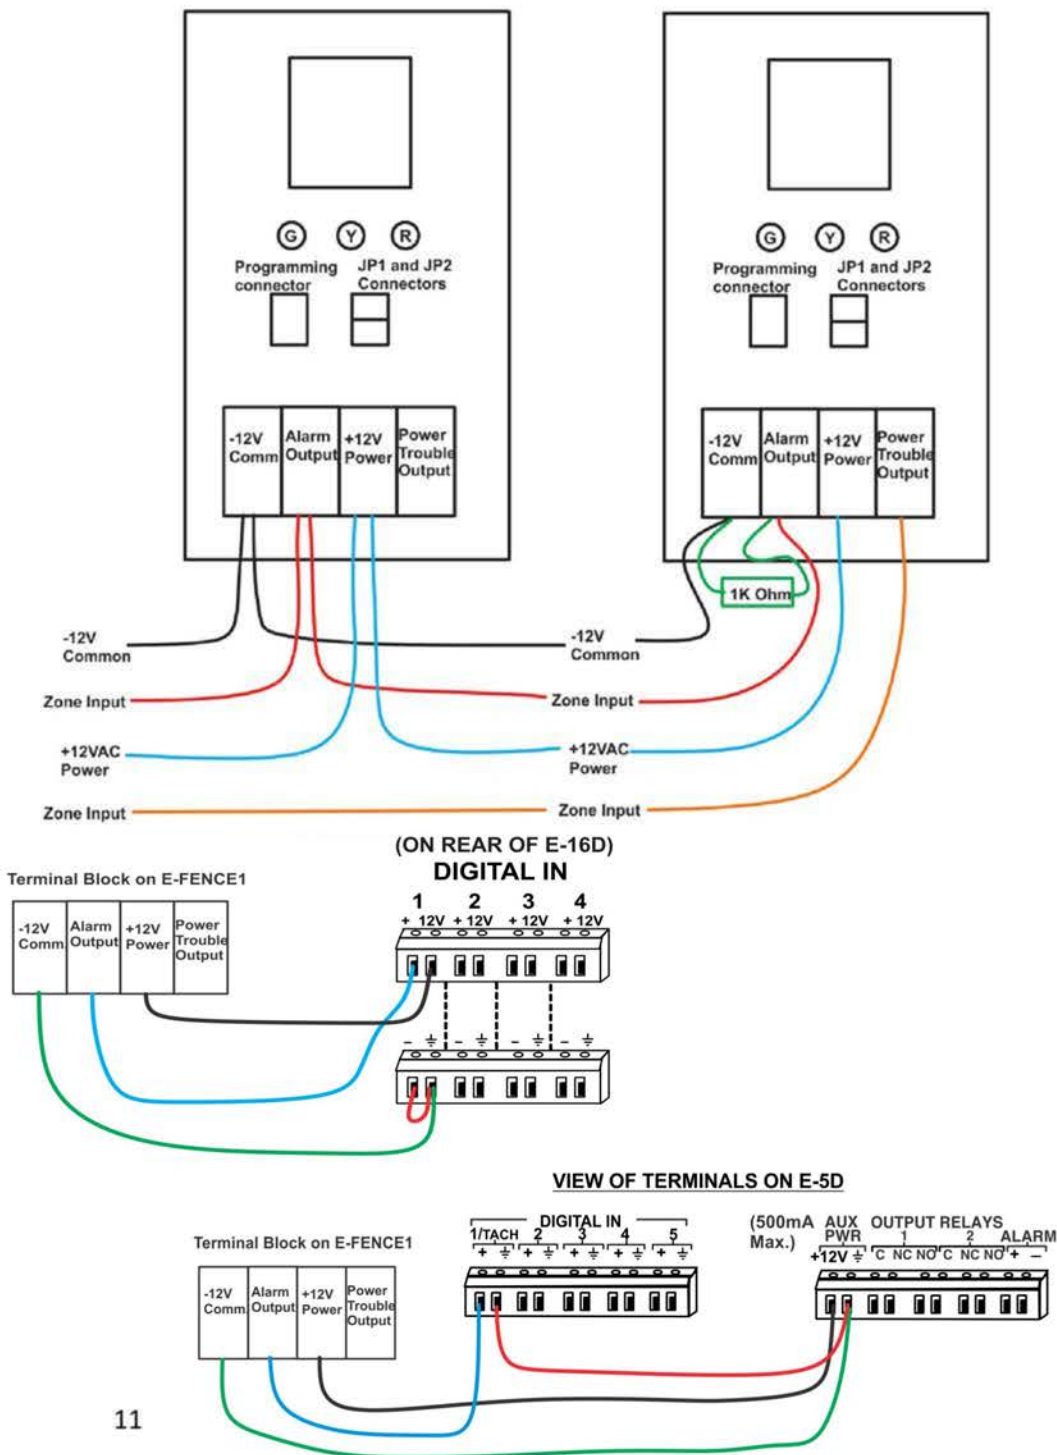 G Y R
Programming
connector
JP1 and JP2
Connectors
-12V
Comm
Alarm
Output
+12V
Power
Power
Trouble
Output
G Y R
Programming
connector
JP1 and JP2
Connectors
-12V
Comm
Alarm
Output
+12V
Power
Power
Trouble
Output
1K Ohm
-12V
Common
-12V
Common
Zone Input
Zone Input
+12VAC
Power
+12VAC
Power
Zone Input
Zone Input
(ON REAR OF E-16D)
DIGITAL IN
1 2 3 4
+ 12V + 12V + 12V + 12V
Terminal Block on E-FENCE1
-12V
Comm
Alarm
Output
+12V
Power
Power
Trouble
Output
- ⏚ - ⏚ - ⏚ - ⏚
VIEW OF TERMINALS ON E-5D
DIGITAL IN
1/TACH 2 3 4 5
+ ⏚ + ⏚ + ⏚ + ⏚ + ⏚
(500mA
Max.)
AUX
PWR
+12V ⏚
OUTPUT RELAYS
1 2
C NC NO C NC NO
ALARM
+ –
Terminal Block on E-FENCE1
-12V
Comm
Alarm
Output
+12V
Power
Power
Trouble
Output
11